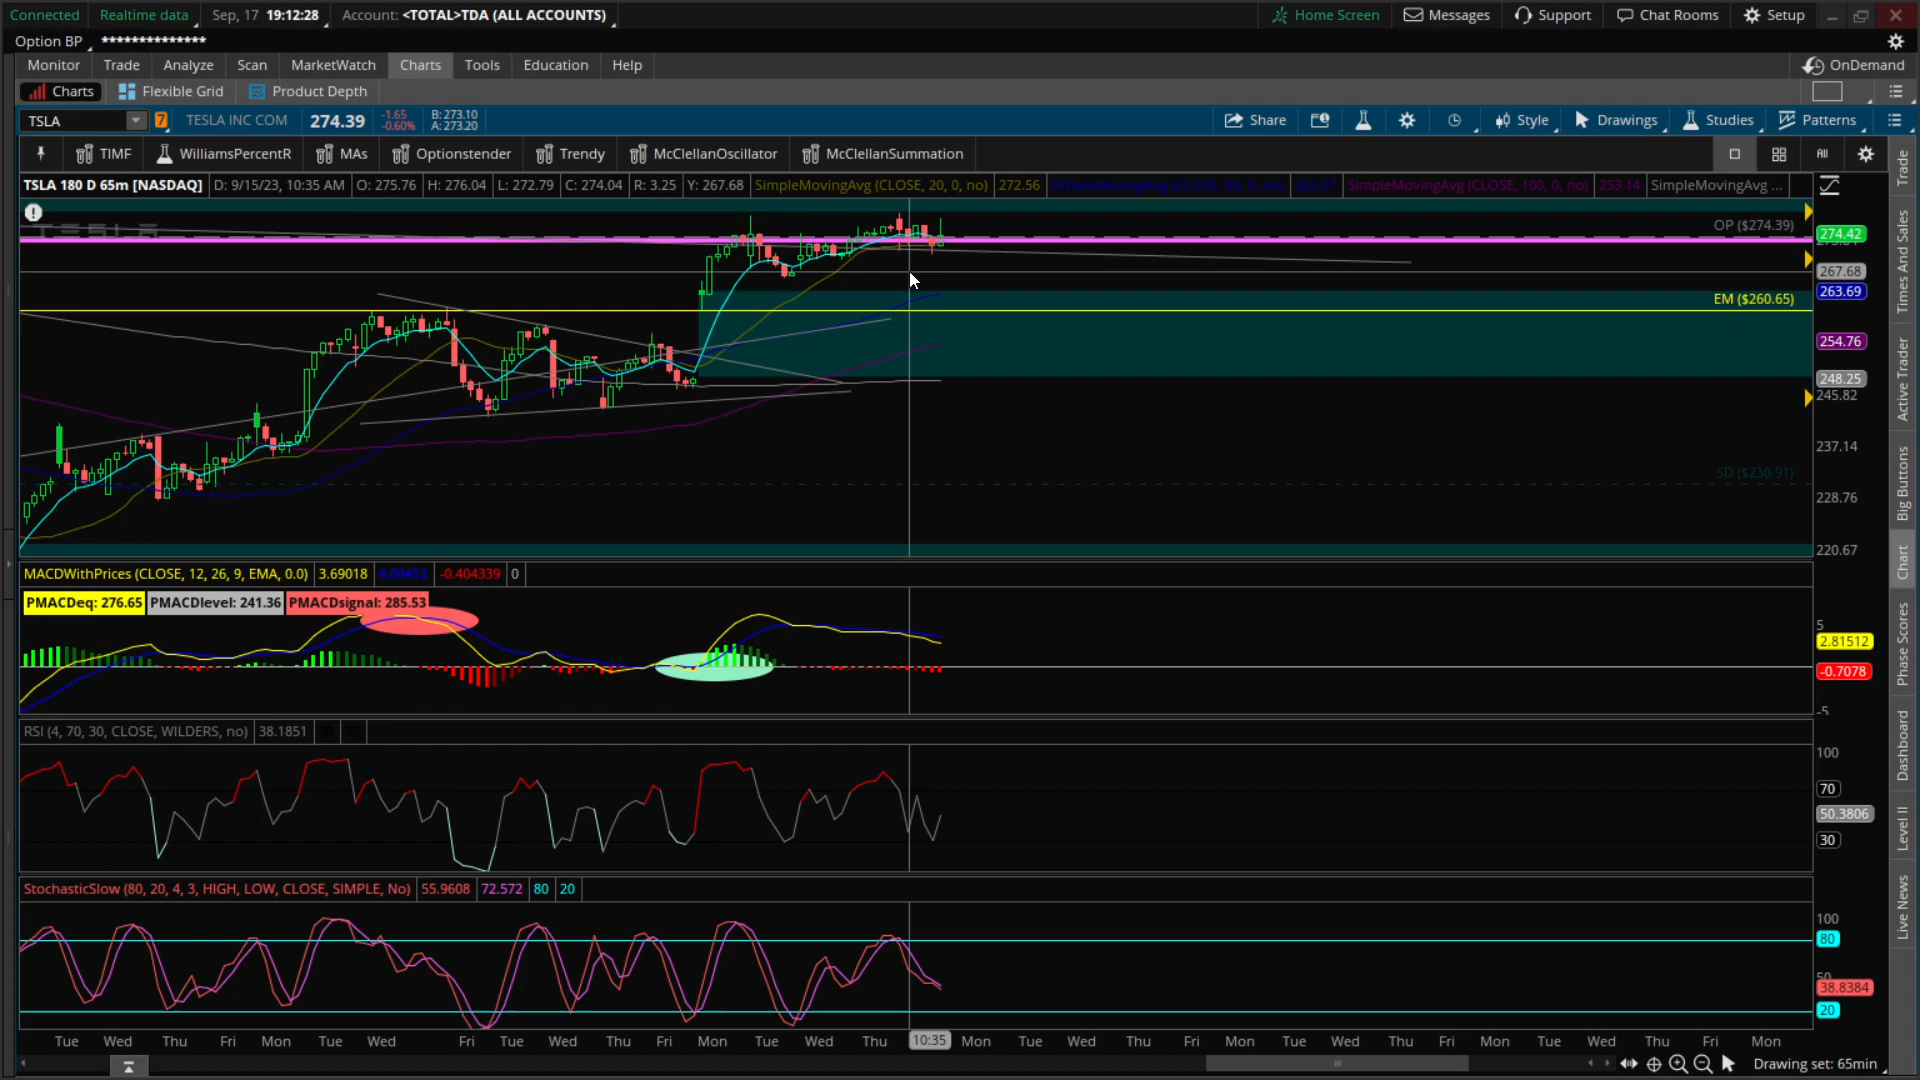 Connected Realtime data Sep, 17 19:12:28 Account: <TOTAL>TDA (ALL ACCOUNTS) Home Screen Messages Support Chat Rooms Setup
Option BP **************
Monitor Trade Analyze Scan MarketWatch Charts Tools Education Help OnDemand
Charts Flexible Grid Product Depth
TSLA 7 TESLA INC COM 274.39 -1.65 -0.60% B: 273.10 A: 273.20 Share Style Drawings Studies Patterns
TIMF WilliamsPercentR MAs Optionstender Trendy McClellanOscillator McClellanSummation All
TSLA 180 D 65m [NASDAQ] D: 9/15/23, 10:35 AM O: 275.76 H: 276.04 L: 272.79 C: 274.04 R: 3.25 Y: 267.68 SimpleMovingAvg (CLOSE, 20, 0, no) 272.56 SimpleMovingAvg (CLOSE, 100, 0, no) 253.14 SimpleMovingAvg ...
OP ($274.39)
274.42
267.68
263.69
EM ($260.65)
254.76
248.25
245.82
237.14
SD ($230.91)
228.76
220.67
MACDWithPrices (CLOSE, 12, 26, 9, EMA, 0.0) 3.69018 -0.404339 0
PMACDeq: 276.65 PMACDlevel: 241.36 PMACDsignal: 285.53
5
2.81512
-0.7078
-5
RSI (4, 70, 30, CLOSE, WILDERS, no) 38.1851
100
70
50.3806
30
StochasticSlow (80, 20, 4, 3, HIGH, LOW, CLOSE, SIMPLE, No) 55.9608 72.572 80 20
100
80
50
38.8384
20
Tue Wed Thu Fri Mon Tue Wed Fri Tue Wed Thu Fri Mon Tue Wed Thu 10:35 Mon Tue Wed Thu Fri Mon Tue Wed Thu Fri Mon Tue Wed Thu Fri Mon
Drawing set: 65min
Trade
Times And Sales
Active Trader
Big Buttons
Chart
Phase Scores
Dashboard
Level II
Live News